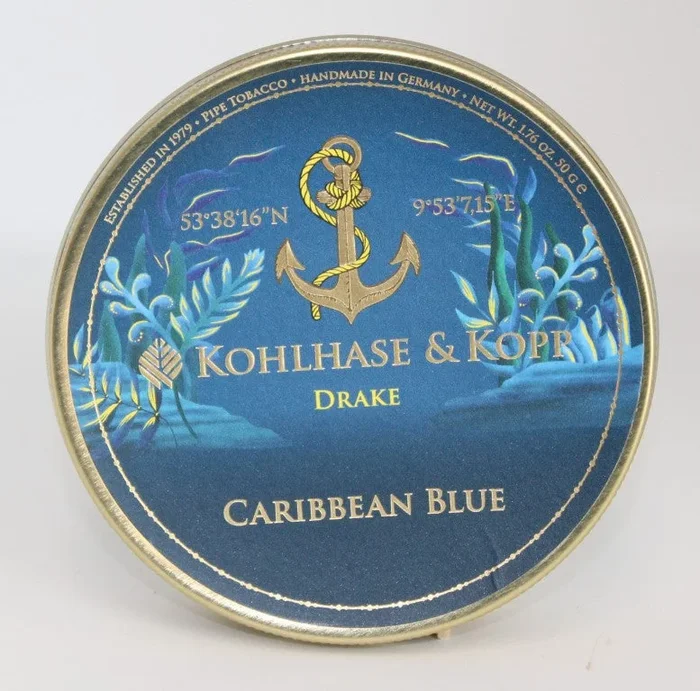 Established in 1979 • Pipe Tobacco • Handmade in Germany • Net Wt. 1.76 oz. 50 g e
53°38'16"N
9°53'7,15"E
Kohlhase & Kopp
Drake
Caribbean Blue